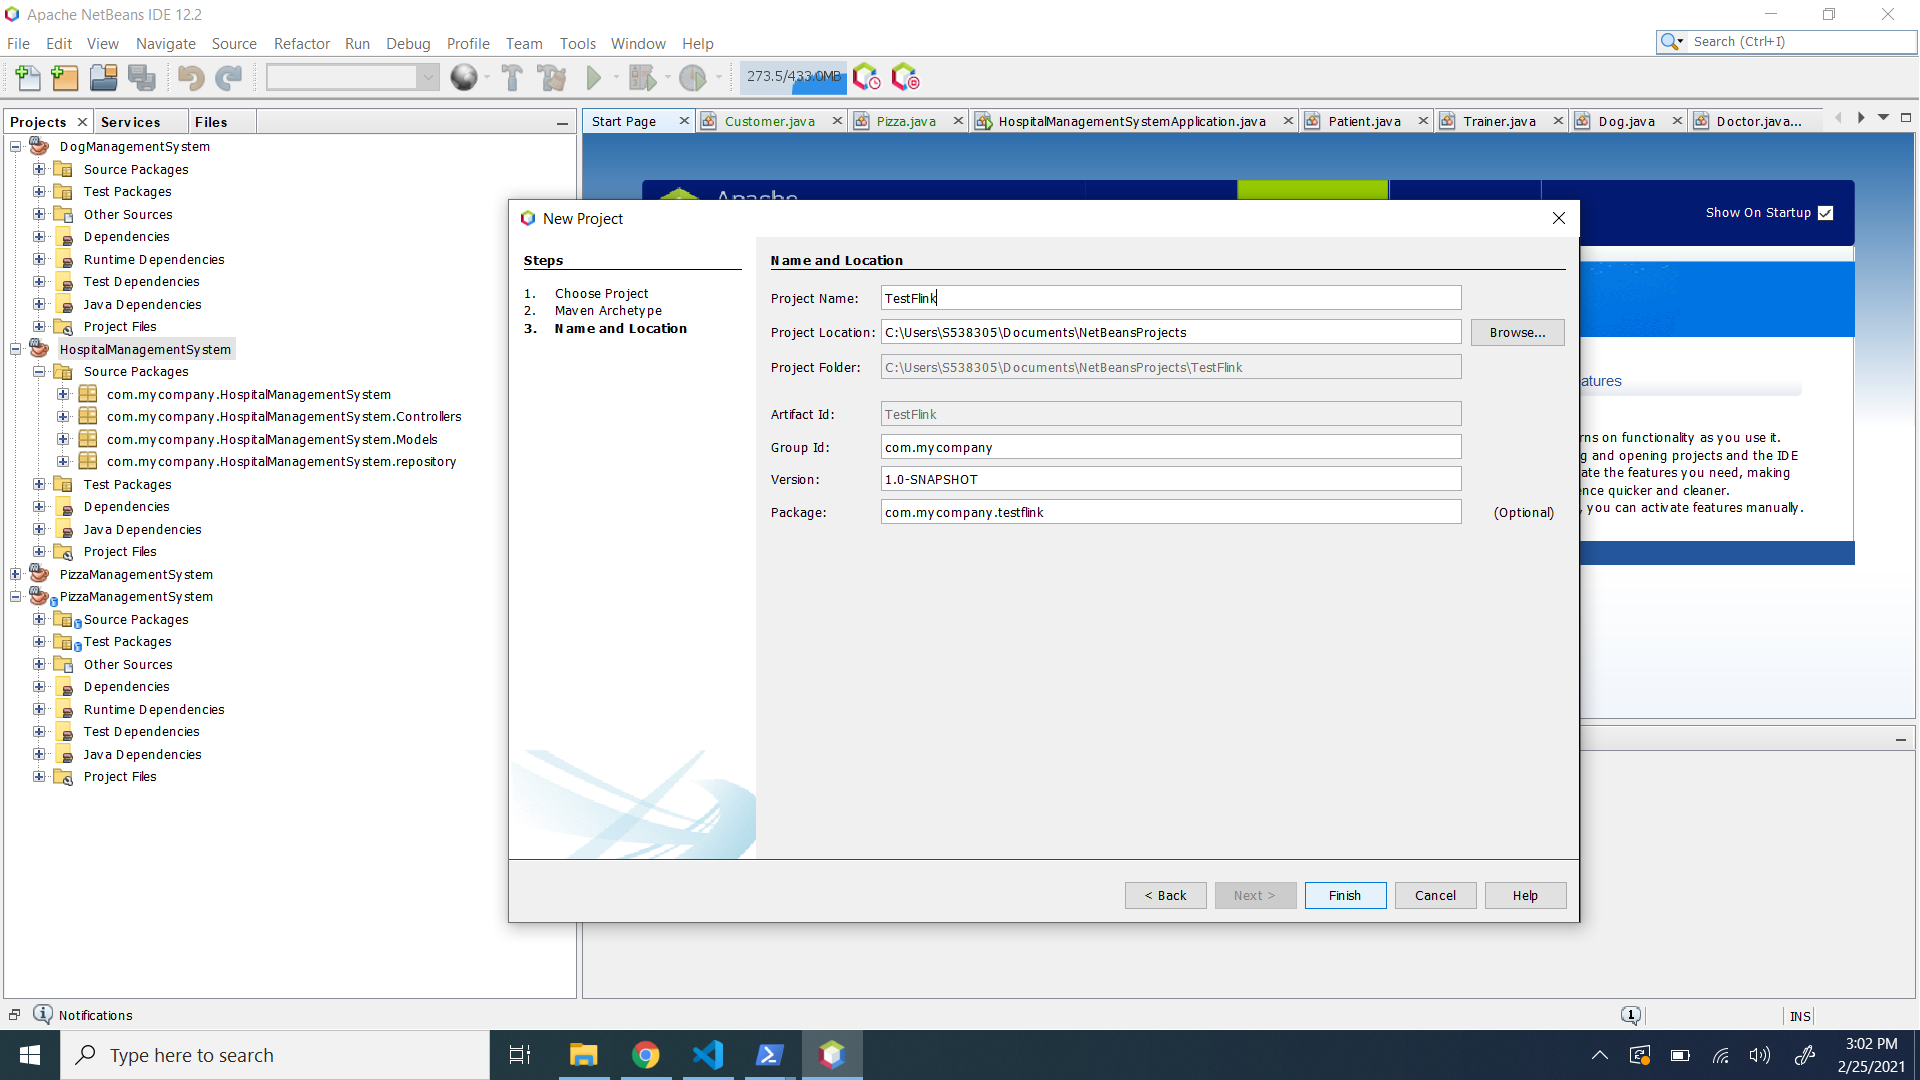 Apache NetBeans IDE 12.2
File Edit View Navigate Source Refactor Run Debug Profile Team Tools Window Help
Search (Ctrl+I)
273.5/433.0MB
Projects Services Files
Start Page Customer.java Pizza.java HospitalManagementSystemApplication.java Patient.java Trainer.java Dog.java Doctor.java...
DogManagementSystem
Source Packages
Test Packages
Other Sources
Dependencies
Runtime Dependencies
Test Dependencies
Java Dependencies
Project Files
HospitalManagementSystem
Source Packages
com.mycompany.HospitalManagementSystem
com.mycompany.HospitalManagementSystem.Controllers
com.mycompany.HospitalManagementSystem.Models
com.mycompany.HospitalManagementSystem.repository
Test Packages
Dependencies
Java Dependencies
Project Files
PizzaManagementSystem
PizzaManagementSystem
Source Packages
Test Packages
Other Sources
Dependencies
Runtime Dependencies
Test Dependencies
Java Dependencies
Project Files
Apache
Show On Startup
New Project
Steps
1. Choose Project
2. Maven Archetype
3. Name and Location
Name and Location
Project Name: TestFlink
Project Location: C:\Users\S538305\Documents\NetBeansProjects Browse...
Project Folder: C:\Users\S538305\Documents\NetBeansProjects\TestFlink
Artifact Id: TestFlink
Group Id: com.mycompany
Version: 1.0-SNAPSHOT
Package: com.mycompany.testflink (Optional)
< Back Next > Finish Cancel Help
atures
rns on functionality as you use it.
g and opening projects and the IDE
ate the features you need, making
nce quicker and cleaner.
, you can activate features manually.
Notifications
1
INS
Type here to search
3:02 PM
2/25/2021